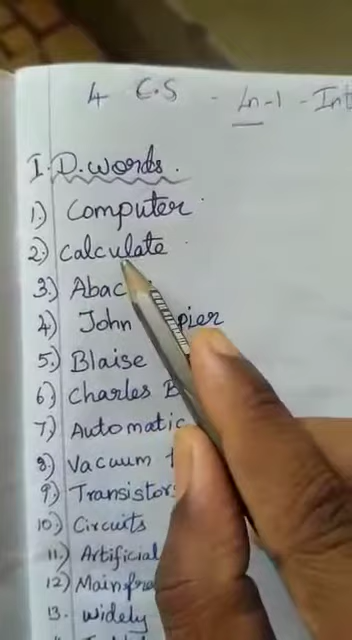 4 C.S - Ln-1 - Int
I. D. words.
1.) Computer
2.) Calculate
3.) Abac
4.) John pier
5.) Blaise
6.) Charles B
7.) Automatic
8.) Vacuum t
9.) Transistors
10.) Circuits
11.) Artificial
12) Mainfra
13. Widely